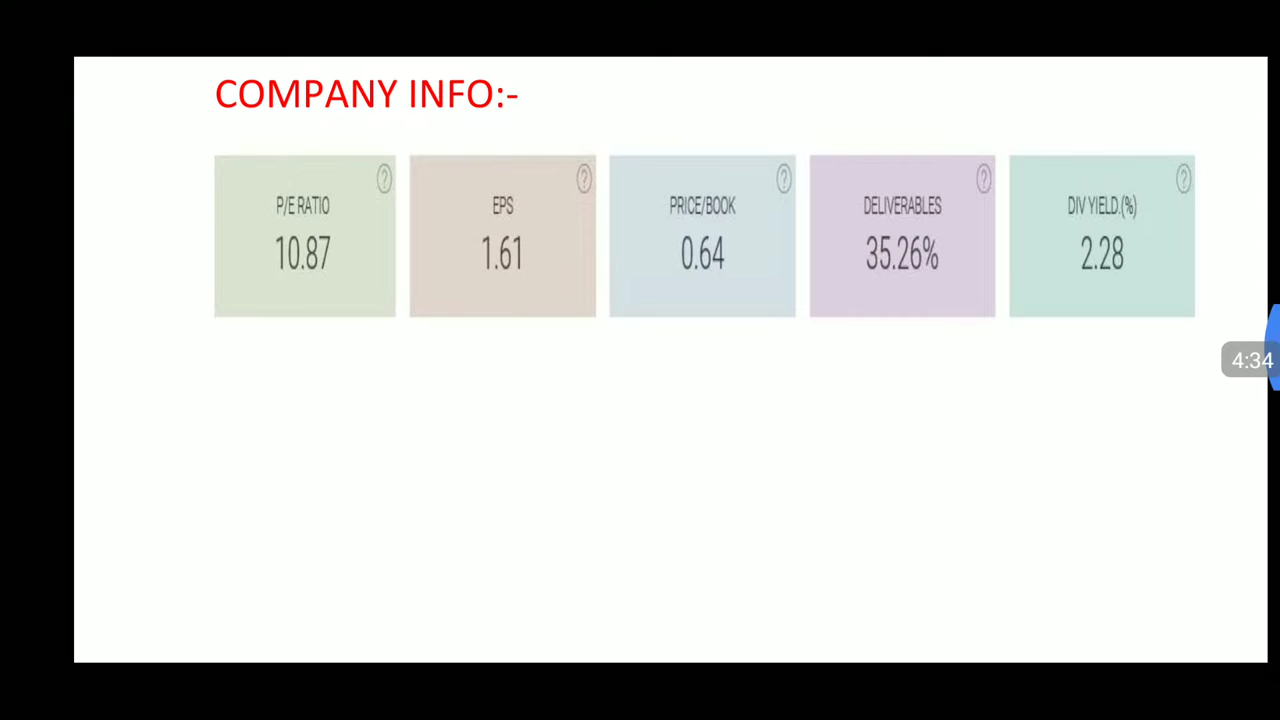 COMPANY INFO:-
P/E RATIO
10.87
EPS
1.61
PRICE/BOOK
0.64
DELIVERABLES
35.26%
DIV YIELD.(%)
2.28
4:34